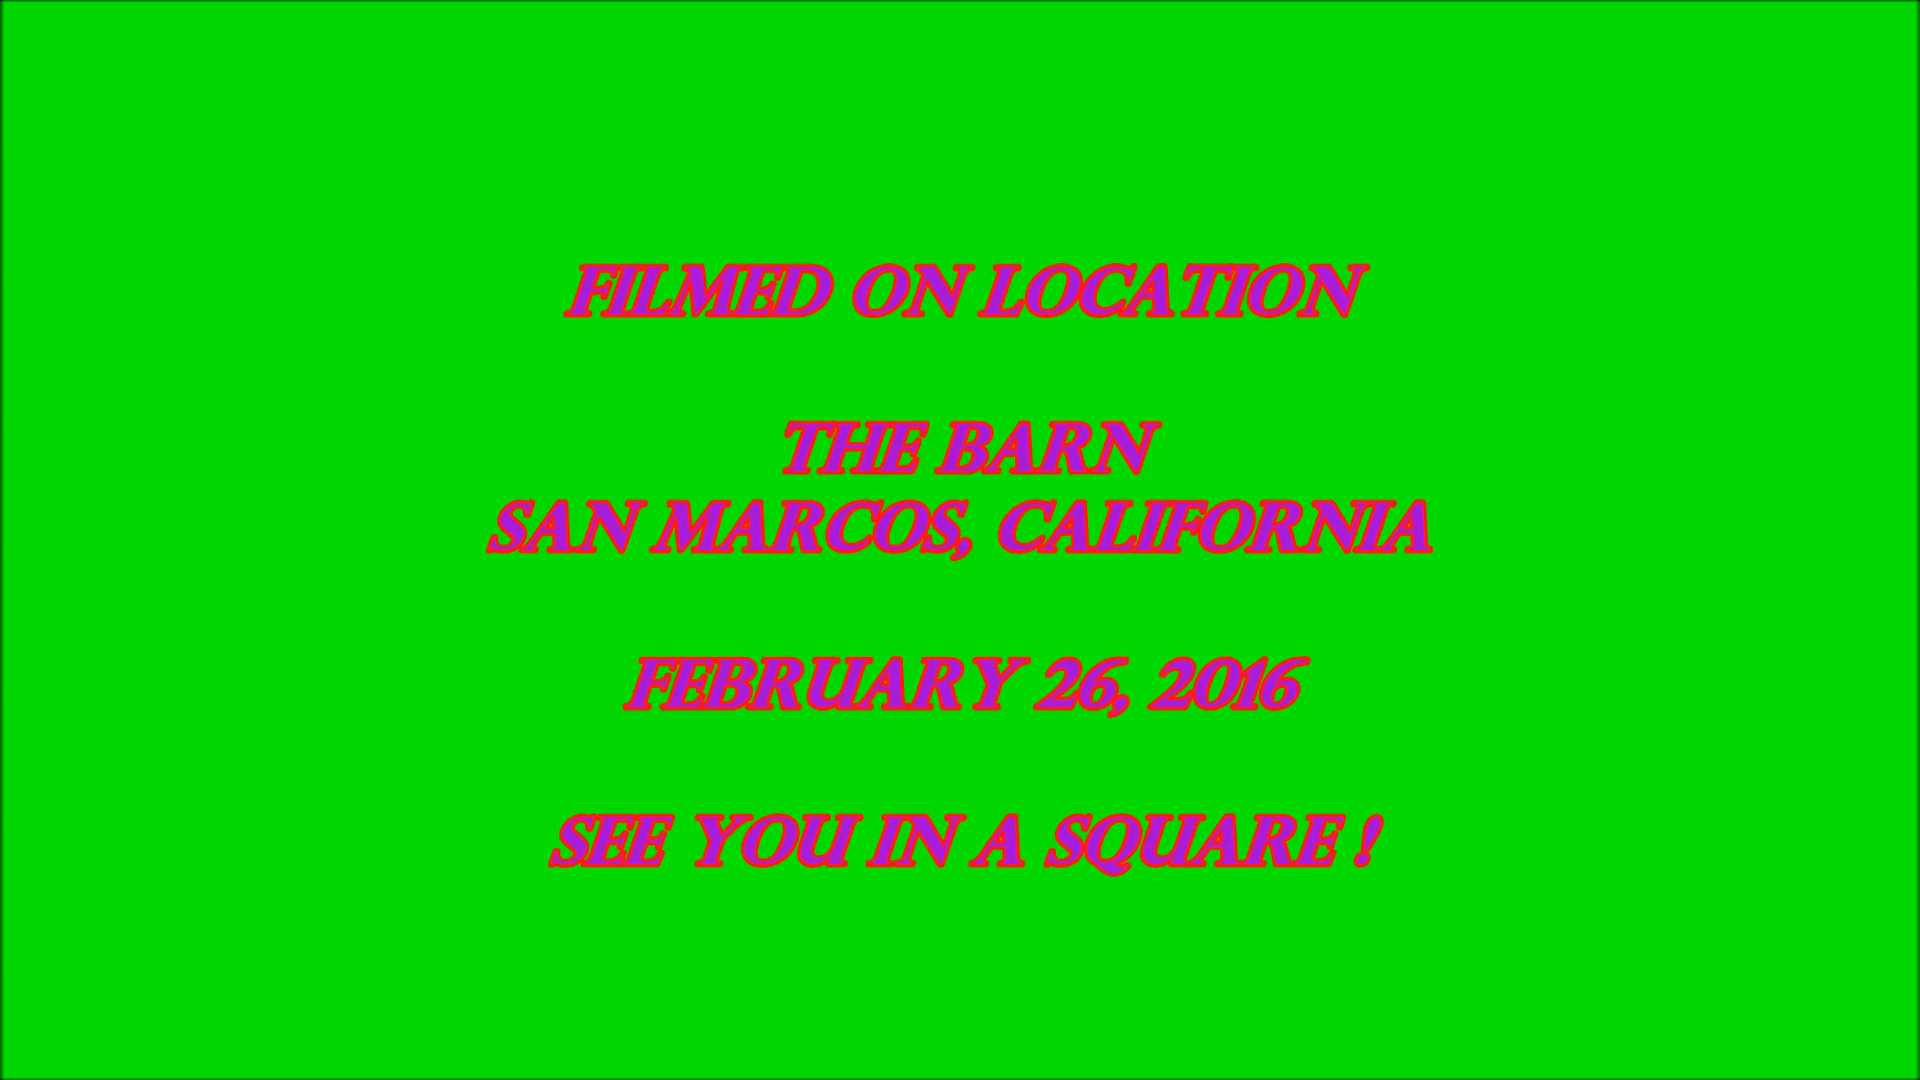 FILMED ON LOCATION
THE BARN
SAN MARCOS, CALIFORNIA
FEBRUARY 26, 2016
SEE YOU IN A SQUARE !